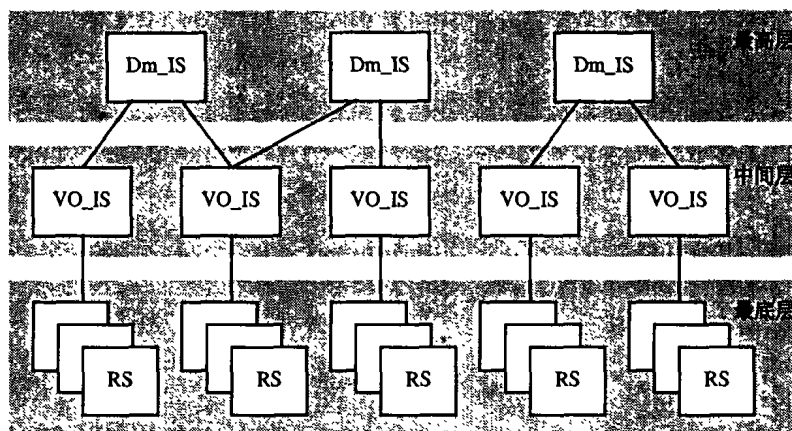 最高层
Dm_IS Dm_IS Dm_IS
中间层
VO_IS VO_IS VO_IS VO_IS VO_IS
最底层
RS RS RS RS RS